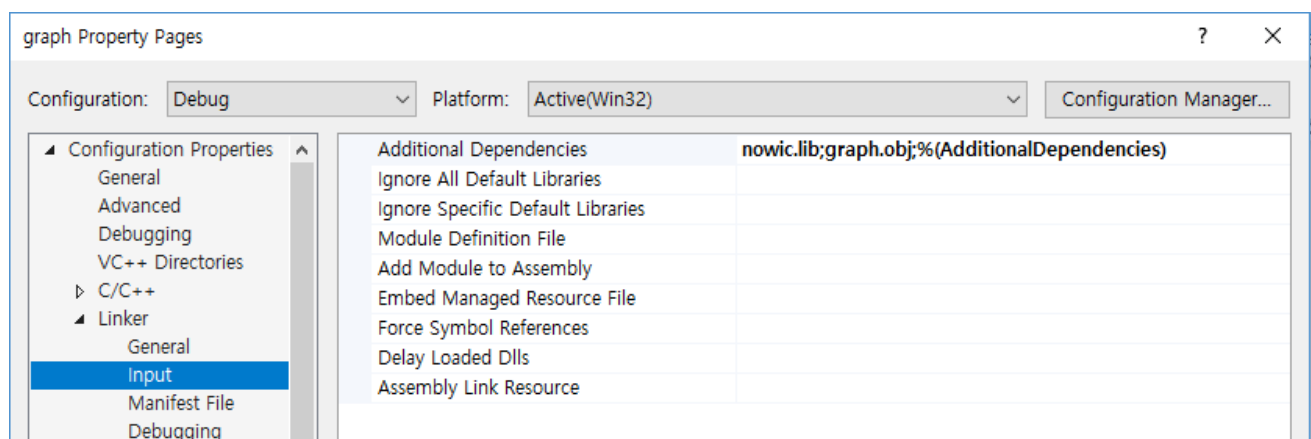 graph Property Pages ?
Configuration: Debug Platform: Active(Win32) Configuration Manager...
Configuration Properties
General
Advanced
Debugging
VC++ Directories
C/C++
Linker
General
Input
Manifest File
Debugging
Additional Dependencies nowic.lib;graph.obj;%(AdditionalDependencies)
Ignore All Default Libraries
Ignore Specific Default Libraries
Module Definition File
Add Module to Assembly
Embed Managed Resource File
Force Symbol References
Delay Loaded Dlls
Assembly Link Resource